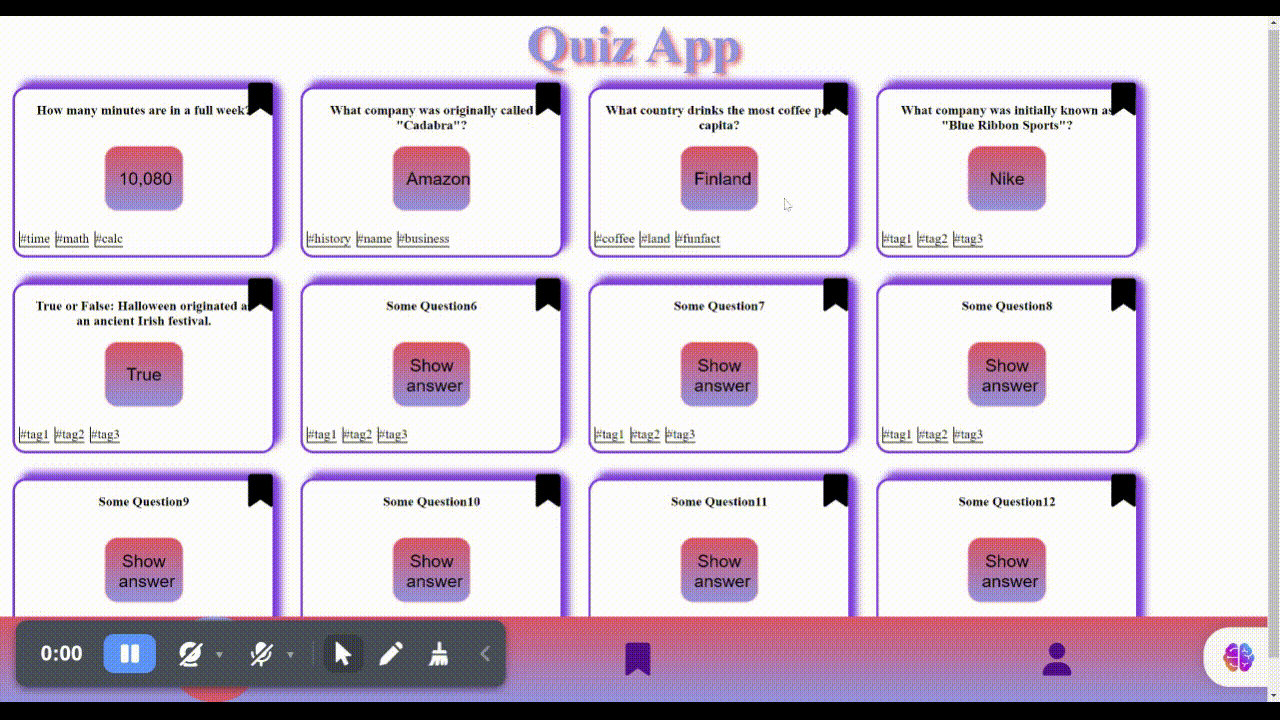 Quiz App
How many minutes are in a full week?
10,080
#time #math #calc
What company was originally called
"Cadabra"?
Amazon
#history #name #business
What country drinks the most coffee per
capita?
Finland
#coffee #land #funfact
What company was initially known as
"Blue Ribbon Sports"?
Nike
#tag1 #tag2 #tag3
True or False: Halloween originated as
an ancient Irish festival.
True
#tag1 #tag2 #tag3
Some Question6
Show
answer
#tag1 #tag2 #tag3
Some Question7
Show
answer
#tag1 #tag2 #tag3
Some Question8
Show
answer
#tag1 #tag2 #tag3
Some Question9
Show
answer
Some Question10
Show
answer
Some Question11
Show
answer
Some Question12
Show
answer
0:00